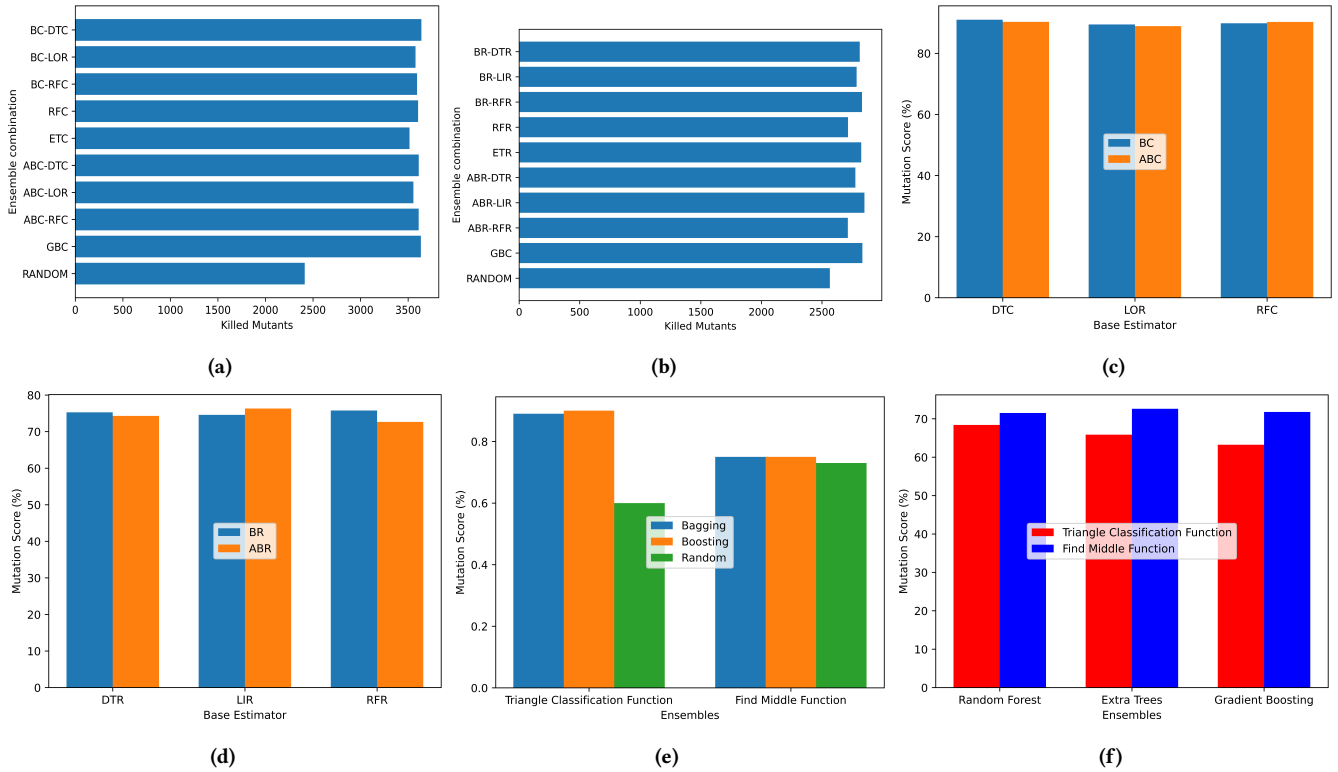 Ensemble combination
BC-DTC
BC-LOR
BC-RFC
RFC
ETC
ABC-DTC
ABC-LOR
ABC-RFC
GBC
RANDOM
0 500 1000 1500 2000 2500 3000 3500
Killed Mutants
(a)
Ensemble combination
BR-DTR
BR-LIR
BR-RFR
RFR
ETR
ABR-DTR
ABR-LIR
ABR-RFR
GBC
RANDOM
0 500 1000 1500 2000 2500
Killed Mutants
(b)
Mutation Score (%)
80
60
40
20
0
BC
ABC
DTC LOR RFC
Base Estimator
(c)
Mutation Score (%)
80
70
60
50
40
30
20
10
0
BR
ABR
DTR LIR RFR
Base Estimator
(d)
Mutation Score (%)
0.8
0.6
0.4
0.2
0.0
Bagging
Boosting
Random
Triangle Classification Function Find Middle Function
Ensembles
(e)
Mutation Score (%)
70
60
50
40
30
20
10
0
Triangle Classification Function
Find Middle Function
Random Forest Extra Trees Gradient Boosting
Ensembles
(f)